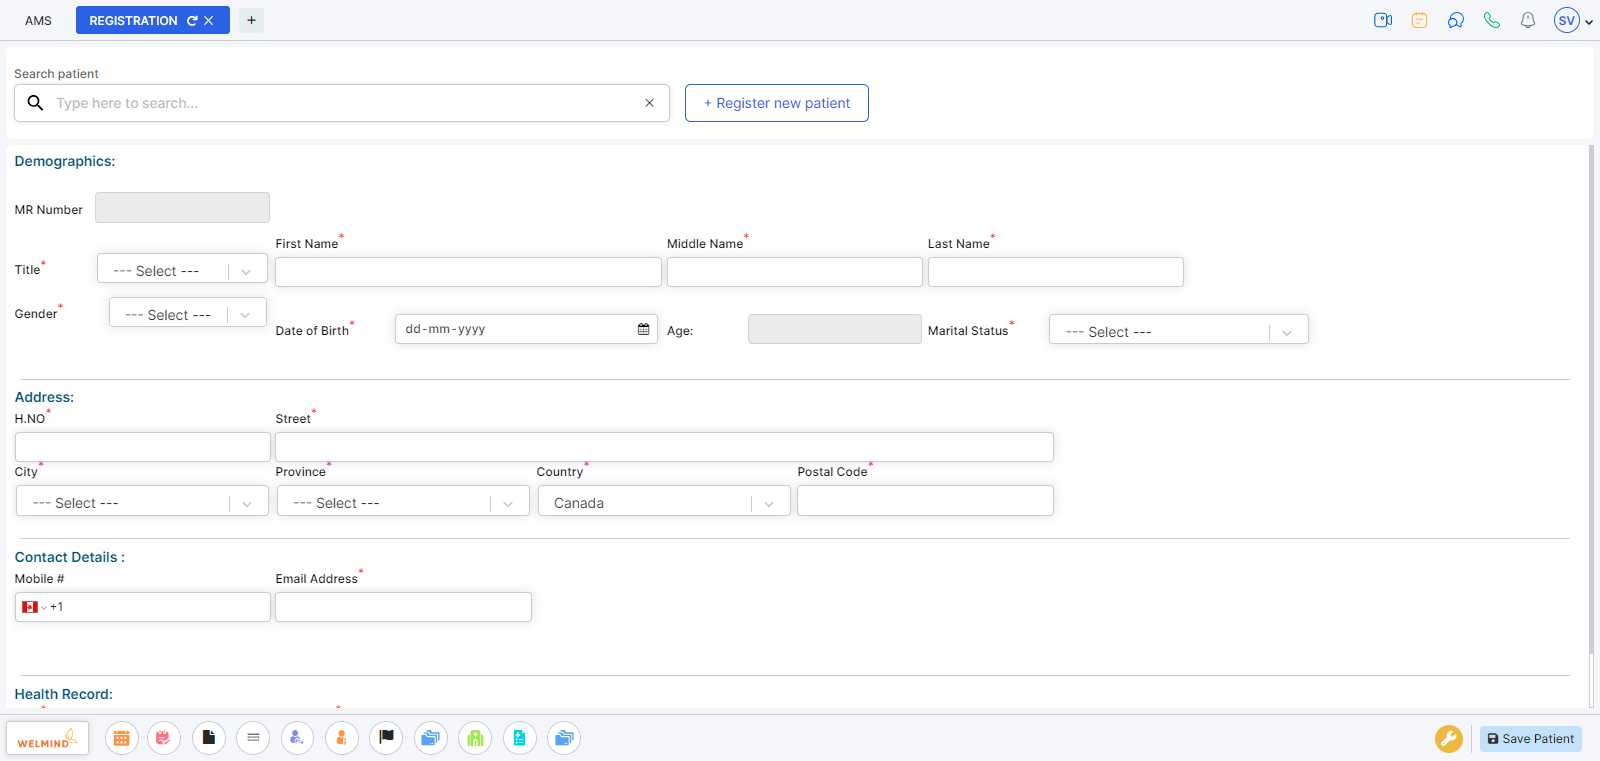 AMS REGISTRATION +
SV
Search patient
Type here to search...
+ Register new patient
Demographics:
MR Number
First Name* Middle Name* Last Name*
Title* --- Select ---
Gender* --- Select ---
Date of Birth* dd-mm-yyyy Age: Marital Status* --- Select ---
Address:
H.NO* Street*
City* Province* Country* Postal Code*
--- Select --- --- Select --- Canada
Contact Details :
Mobile # Email Address*
+1
Health Record:
* *
WELMIND Save Patient